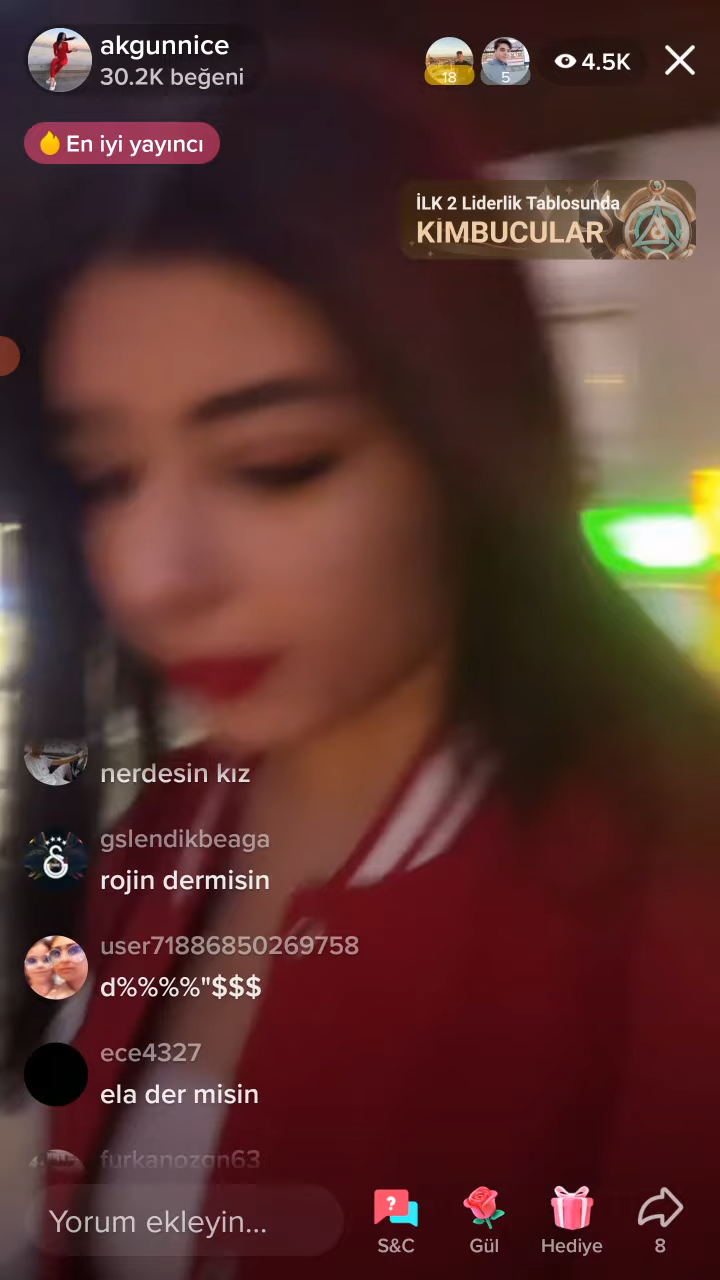 akgunnice
30.2K beğeni
18
5
4.5K
En iyi yayıncı
İLK 2 Liderlik Tablosunda
KİMBUCULAR
nerdesin kız
gslendikbeaga
rojin dermisin
user71886850269758
d%%%%"$$$
ece4327
ela der misin
furkanozgn63
Yorum ekleyin...
S&C
Gül
Hediye
8